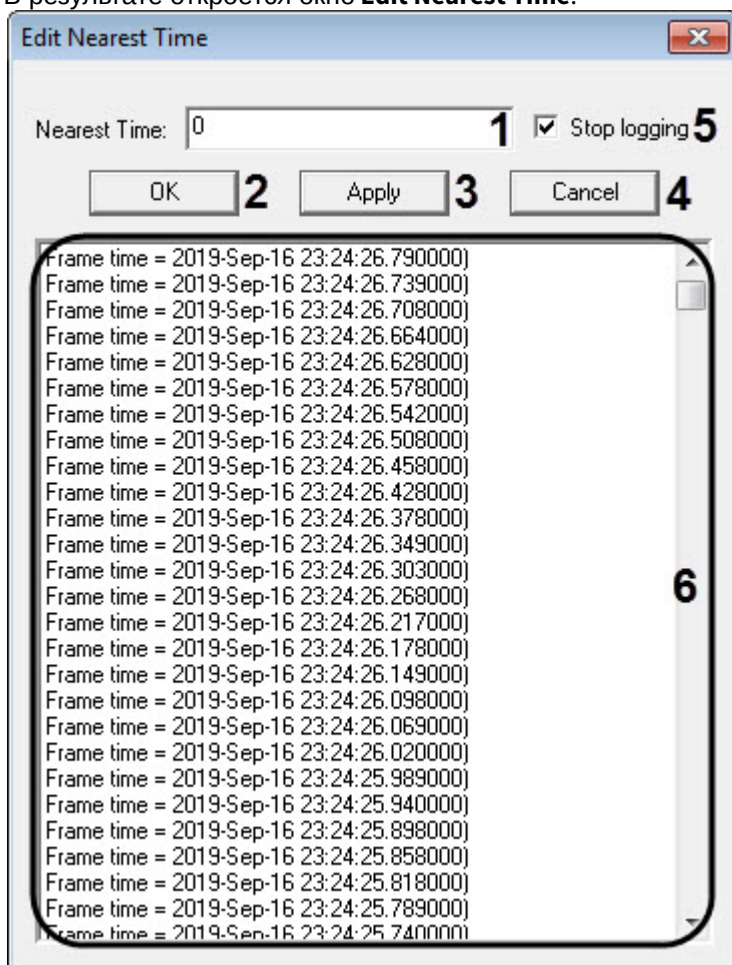 В результате откроется окно Edit Nearest Time.
Edit Nearest Time
Nearest Time: 0 1 Stop logging 5
OK 2 Apply 3 Cancel 4
Frame time = 2019-Sep-16 23:24:26.790000)
Frame time = 2019-Sep-16 23:24:26.739000)
Frame time = 2019-Sep-16 23:24:26.708000)
Frame time = 2019-Sep-16 23:24:26.664000)
Frame time = 2019-Sep-16 23:24:26.628000)
Frame time = 2019-Sep-16 23:24:26.578000)
Frame time = 2019-Sep-16 23:24:26.542000)
Frame time = 2019-Sep-16 23:24:26.508000)
Frame time = 2019-Sep-16 23:24:26.458000)
Frame time = 2019-Sep-16 23:24:26.428000)
Frame time = 2019-Sep-16 23:24:26.378000)
Frame time = 2019-Sep-16 23:24:26.349000)
Frame time = 2019-Sep-16 23:24:26.303000)
Frame time = 2019-Sep-16 23:24:26.268000) 6
Frame time = 2019-Sep-16 23:24:26.217000)
Frame time = 2019-Sep-16 23:24:26.178000)
Frame time = 2019-Sep-16 23:24:26.149000)
Frame time = 2019-Sep-16 23:24:26.098000)
Frame time = 2019-Sep-16 23:24:26.069000)
Frame time = 2019-Sep-16 23:24:26.020000)
Frame time = 2019-Sep-16 23:24:25.989000)
Frame time = 2019-Sep-16 23:24:25.940000)
Frame time = 2019-Sep-16 23:24:25.898000)
Frame time = 2019-Sep-16 23:24:25.858000)
Frame time = 2019-Sep-16 23:24:25.818000)
Frame time = 2019-Sep-16 23:24:25.789000)
Frame time = 2019-Sep-16 23:24:25.740000)